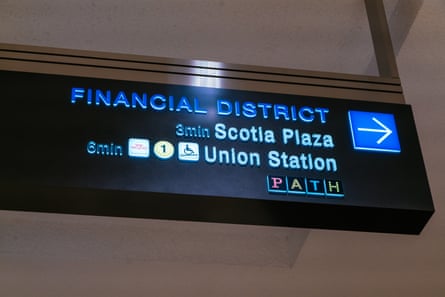 FINANCIAL DISTRICT
3min Scotia Plaza
6min 1 Union Station
PATH